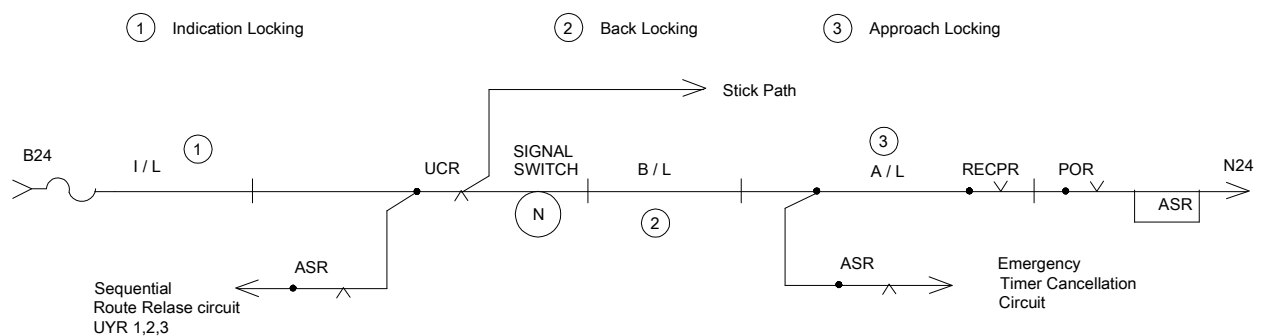 1 Indication Locking
2 Back Locking
3 Approach Locking
Stick Path
B24
I / L
1
UCR
SIGNAL
SWITCH
N
B / L
2
3
A / L
RECPR
POR
ASR
N24
ASR
Sequential
Route Relase circuit
UYR 1,2,3
ASR
Emergency
Timer Cancellation
Circuit